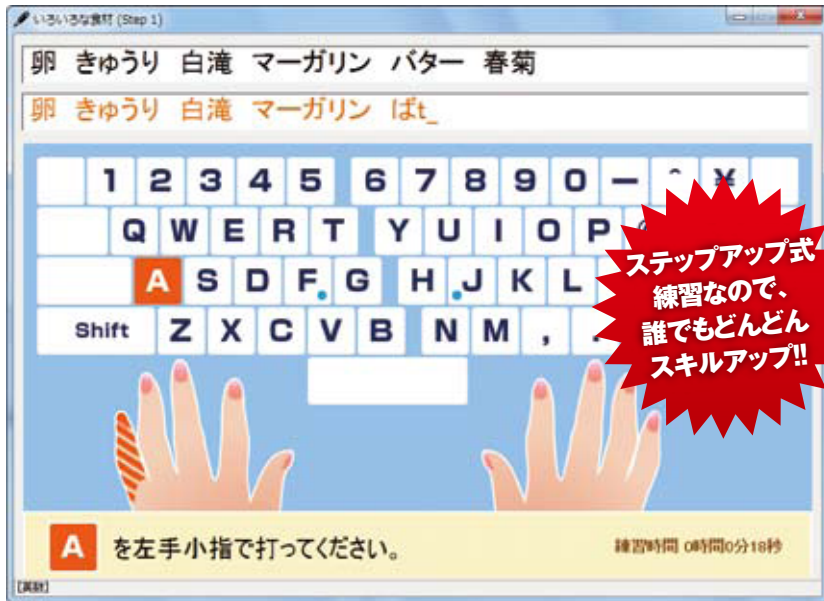 いろいろな食材 (Step 1)
卵 きゅうり 白滝 マーガリン バター 春菊
卵 きゅうり 白滝 マーガリン ばt_
1 2 3 4 5 6 7 8 9 0 － ＾ ¥
Q W E R T Y U I O P
A S D F G H J K L
Shift Z X C V B N M , .
ステップアップ式
練習なので、
誰でもどんどん
スキルアップ!!
A を左手小指で打ってください。
練習時間 0時間0分18秒
[英数]